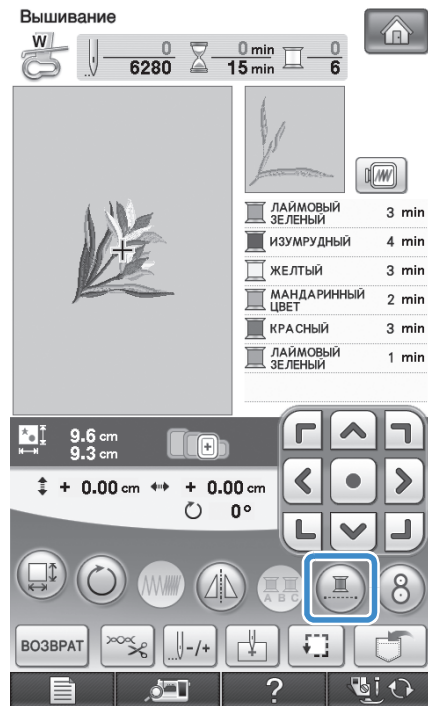 Вышивание
W
0 0 min 0
6280 15 min 6
ЛАЙМОВЫЙ ЗЕЛЕНЫЙ 3 min
ИЗУМРУДНЫЙ 4 min
ЖЕЛТЫЙ 3 min
МАНДАРИННЫЙ ЦВЕТ 2 min
КРАСНЫЙ 3 min
ЛАЙМОВЫЙ ЗЕЛЕНЫЙ 1 min
9.6 cm
9.3 cm
+ 0.00 cm + 0.00 cm
0°
A B C
8
ВОЗВРАТ
-/+
?